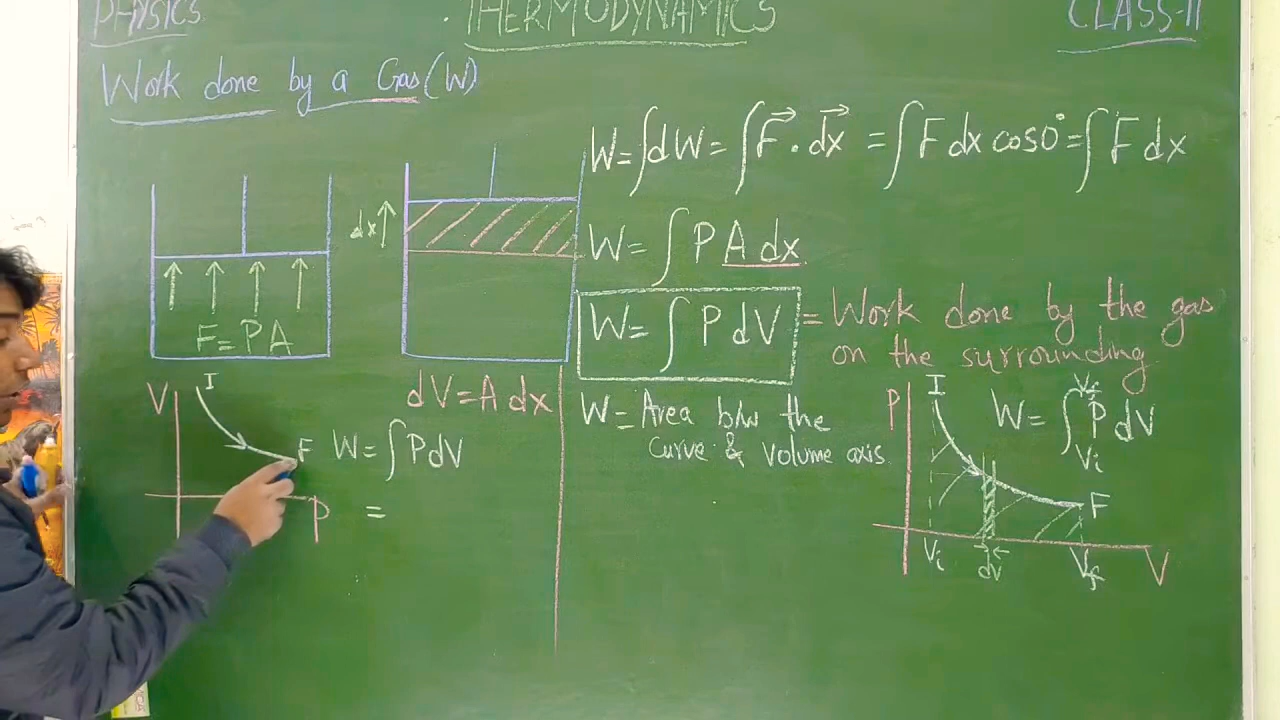 PHYSICS
THERMODYNAMICS
CLASS-11
Work done by a Gas (W)
W=∫dW=∫F⃗.dx⃗ =∫F dx cos0°=∫F dx
dx↑
W=∫P A dx
F=PA
W=∫P dV = Work done by the gas
on the surrounding
dV=A dx
W= Area b/w the
curve & volume axis
V
I
F
P
W=∫PdV
=
P
I
W=∫PdV
Vf
Vi
F
Vi
dV
Vf
V